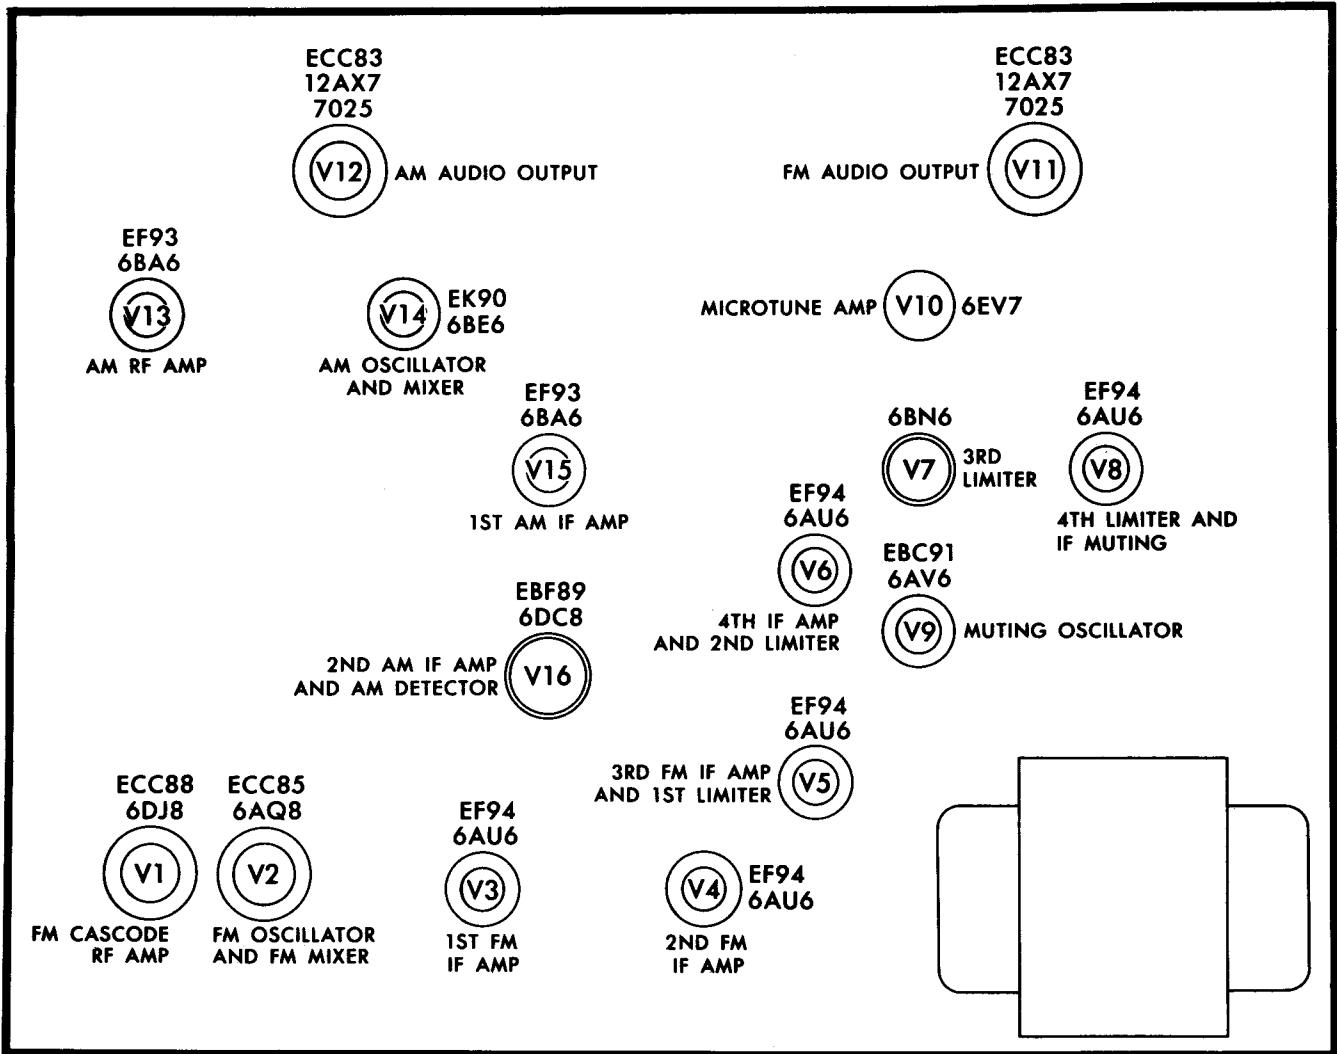 ECC83
12AX7
7025
V12
AM AUDIO OUTPUT
ECC83
12AX7
7025
FM AUDIO OUTPUT
V11
EF93
6BA6
V13
AM RF AMP
V14
EK90
6BE6
AM OSCILLATOR
AND MIXER
MICROTUNE AMP
V10
6EV7
EF93
6BA6
V15
1ST AM IF AMP
6BN6
V7
3RD
LIMITER
EF94
6AU6
V8
4TH LIMITER AND
IF MUTING
EF94
6AU6
V6
4TH IF AMP
AND 2ND LIMITER
EBC91
6AV6
V9
MUTING OSCILLATOR
EBF89
6DC8
2ND AM IF AMP
AND AM DETECTOR
V16
EF94
6AU6
3RD FM IF AMP
AND 1ST LIMITER
V5
ECC88
6DJ8
V1
FM CASCODE
RF AMP
ECC85
6AQ8
V2
FM OSCILLATOR
AND FM MIXER
EF94
6AU6
V3
1ST FM
IF AMP
V4
EF94
6AU6
2ND FM
IF AMP